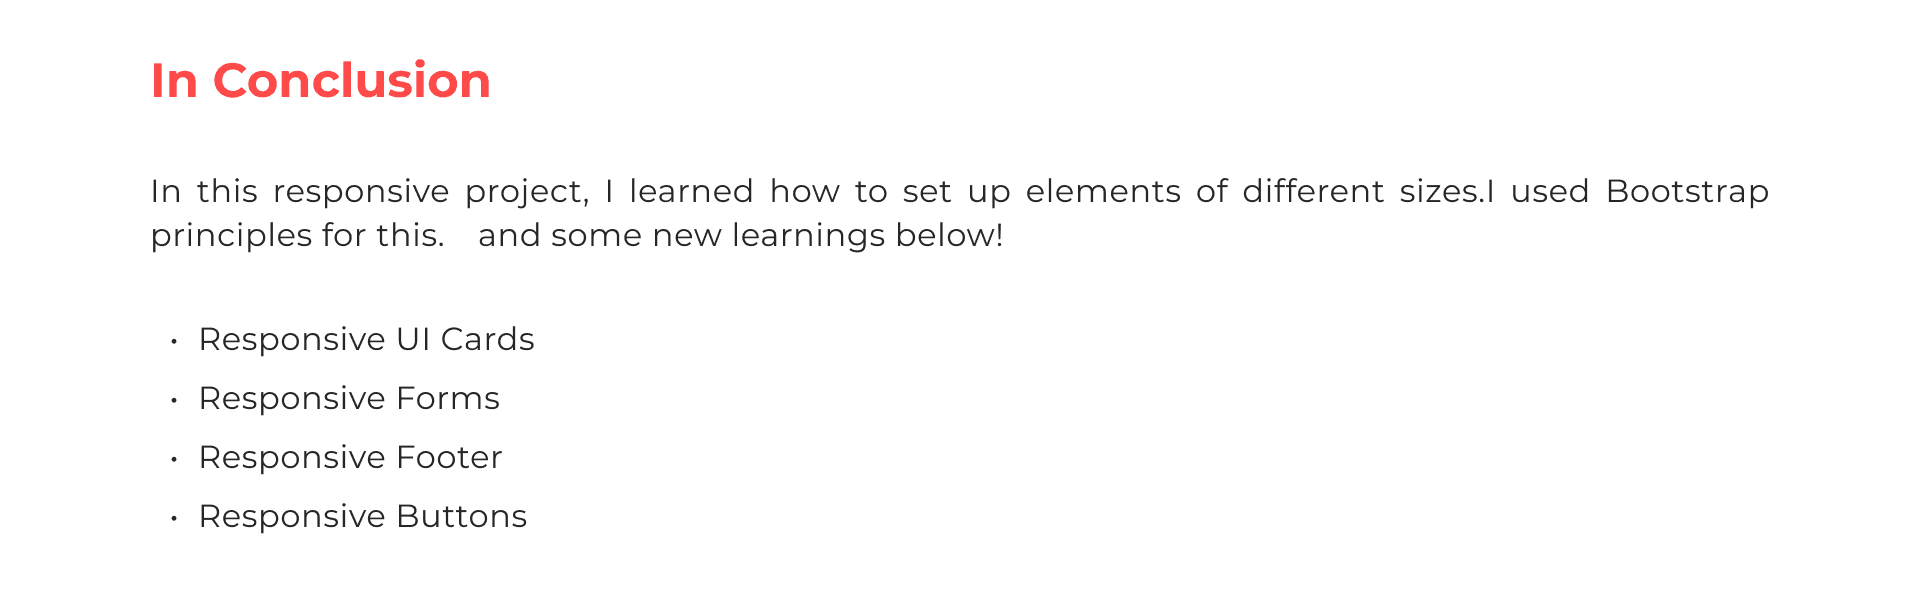 In Conclusion
In this responsive project, I learned how to set up elements of different sizes.I used Bootstrap
principles for this.   and some new learnings below!
• Responsive UI Cards
• Responsive Forms
• Responsive Footer
• Responsive Buttons